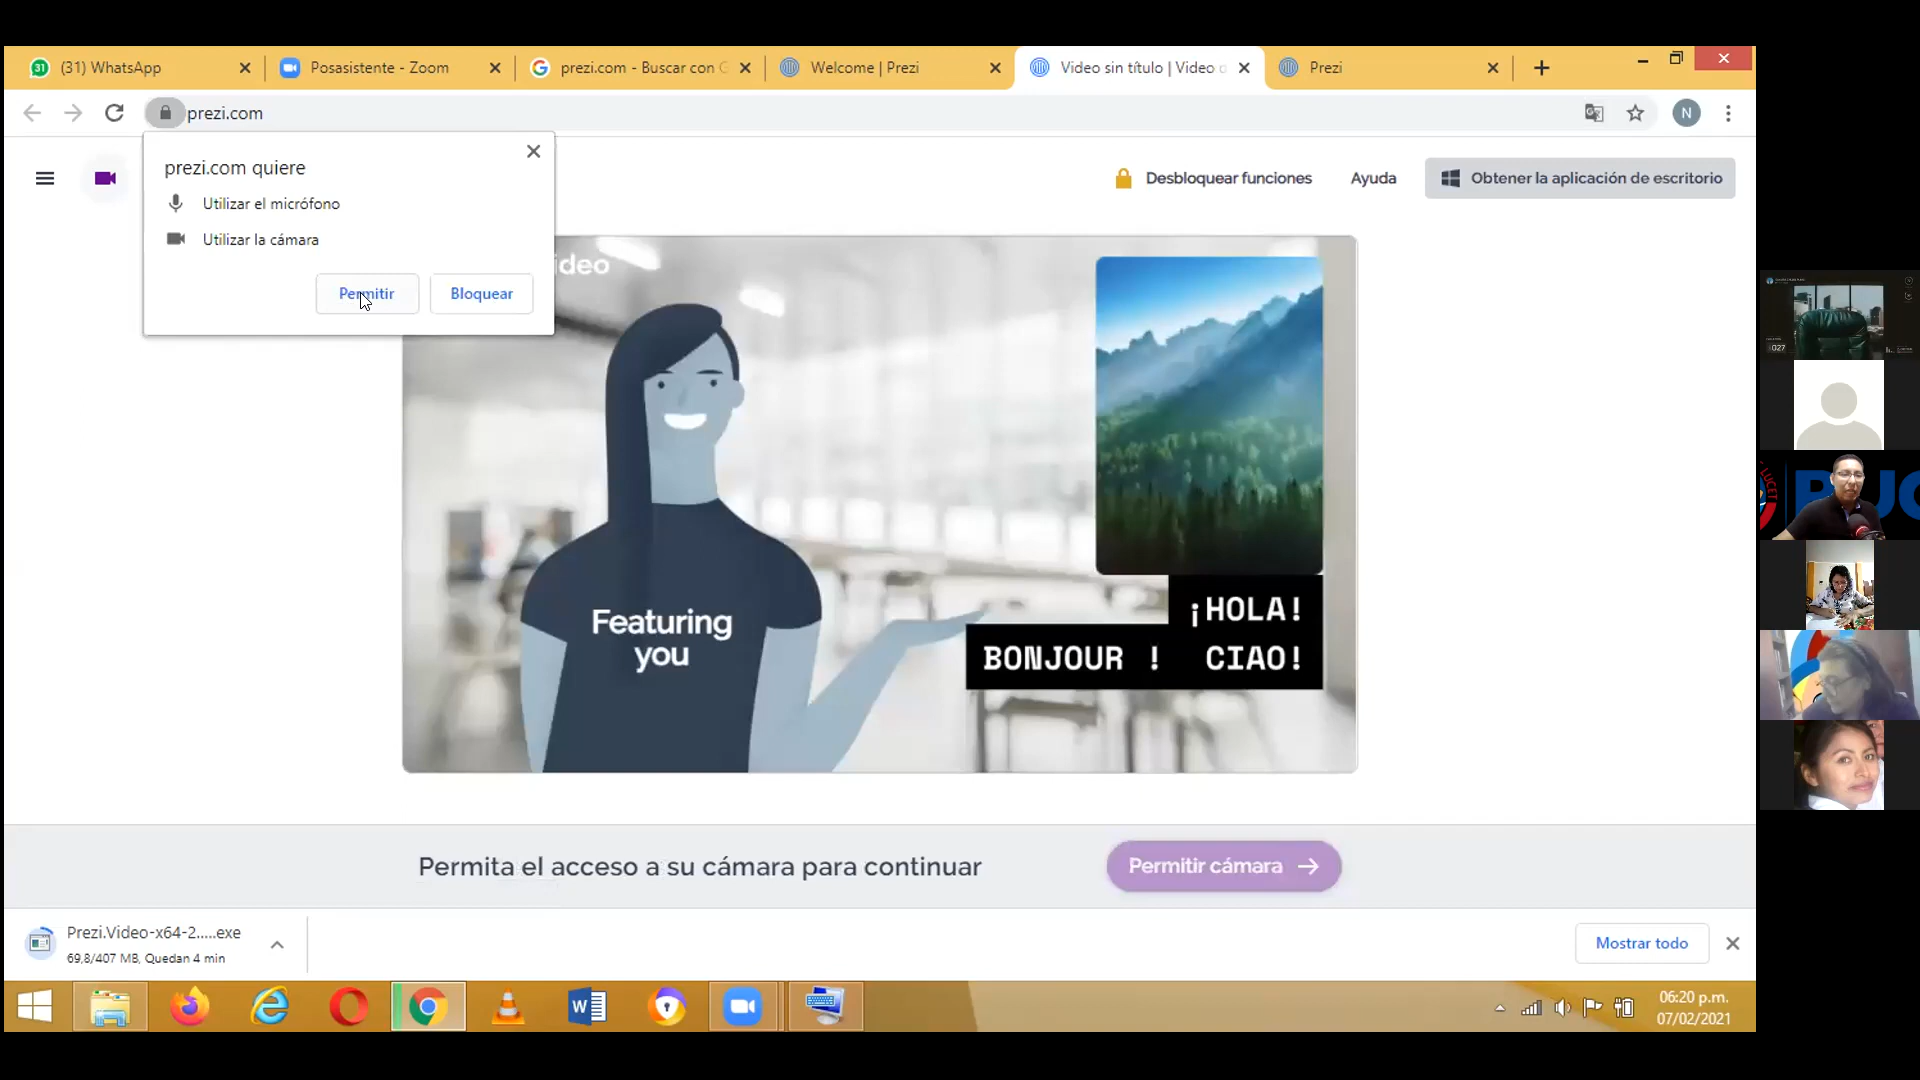 (31) WhatsApp
Posasistente - Zoom
prezi.com - Buscar con G
Welcome | Prezi
Video sin título | Video
Prezi
prezi.com
N
prezi.com quiere
Utilizar el micrófono
Utilizar la cámara
Permitir
Bloquear
Desbloquear funciones
Ayuda
Obtener la aplicación de escritorio
ideo
Featuring
you
¡HOLA!
BONJOUR !
CIAO!
Permita el acceso a su cámara para continuar
Permitir cámara
Prezi.Video-x64-2.....exe
69,8/407 MB, Quedan 4 min
Mostrar todo
06:20 p.m.
07/02/2021